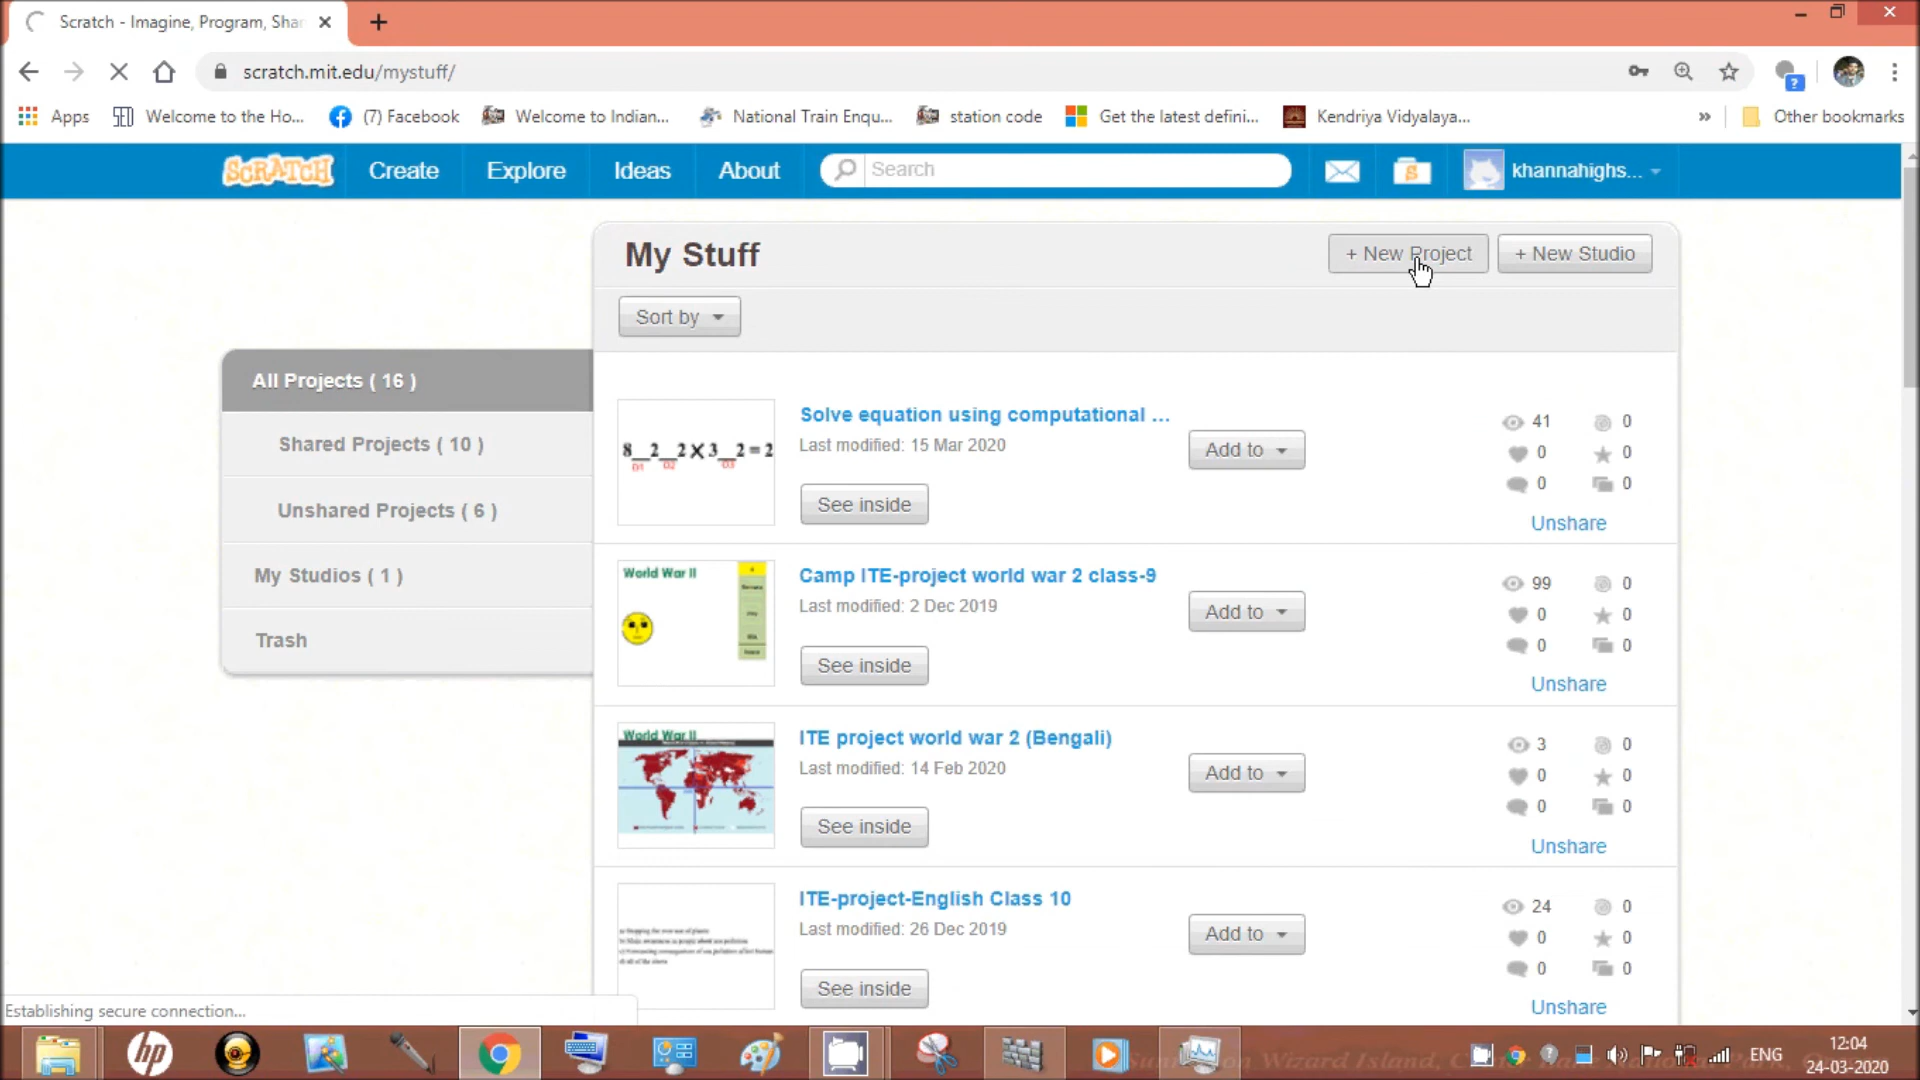 Scratch - Imagine, Program, Shar
scratch.mit.edu/mystuff/
Apps
Welcome to the Ho...
(7) Facebook
Welcome to Indian...
National Train Enqu...
station code
Get the latest defini...
Kendriya Vidyalaya...
»
Other bookmarks
SCRATCH
Create
Explore
Ideas
About
Search
khannahighs...
My Stuff
+ New Project
+ New Studio
Sort by
All Projects ( 16 )
Shared Projects ( 10 )
Unshared Projects ( 6 )
My Studios ( 1 )
Trash
8__2__2 X 3__2 = 2
Solve equation using computational ...
Last modified: 15 Mar 2020
See inside
Add to
41 0
0 0
0 0
Unshare
World War II
Camp ITE-project world war 2 class-9
Last modified: 2 Dec 2019
See inside
Add to
99 0
0 0
0 0
Unshare
World War II
ITE project world war 2 (Bengali)
Last modified: 14 Feb 2020
See inside
Add to
3 0
0 0
0 0
Unshare
ITE-project-English Class 10
Last modified: 26 Dec 2019
See inside
Add to
24 0
0 0
0 0
Unshare
Establishing secure connection...
hp
ENG
12:04
24-03-2020